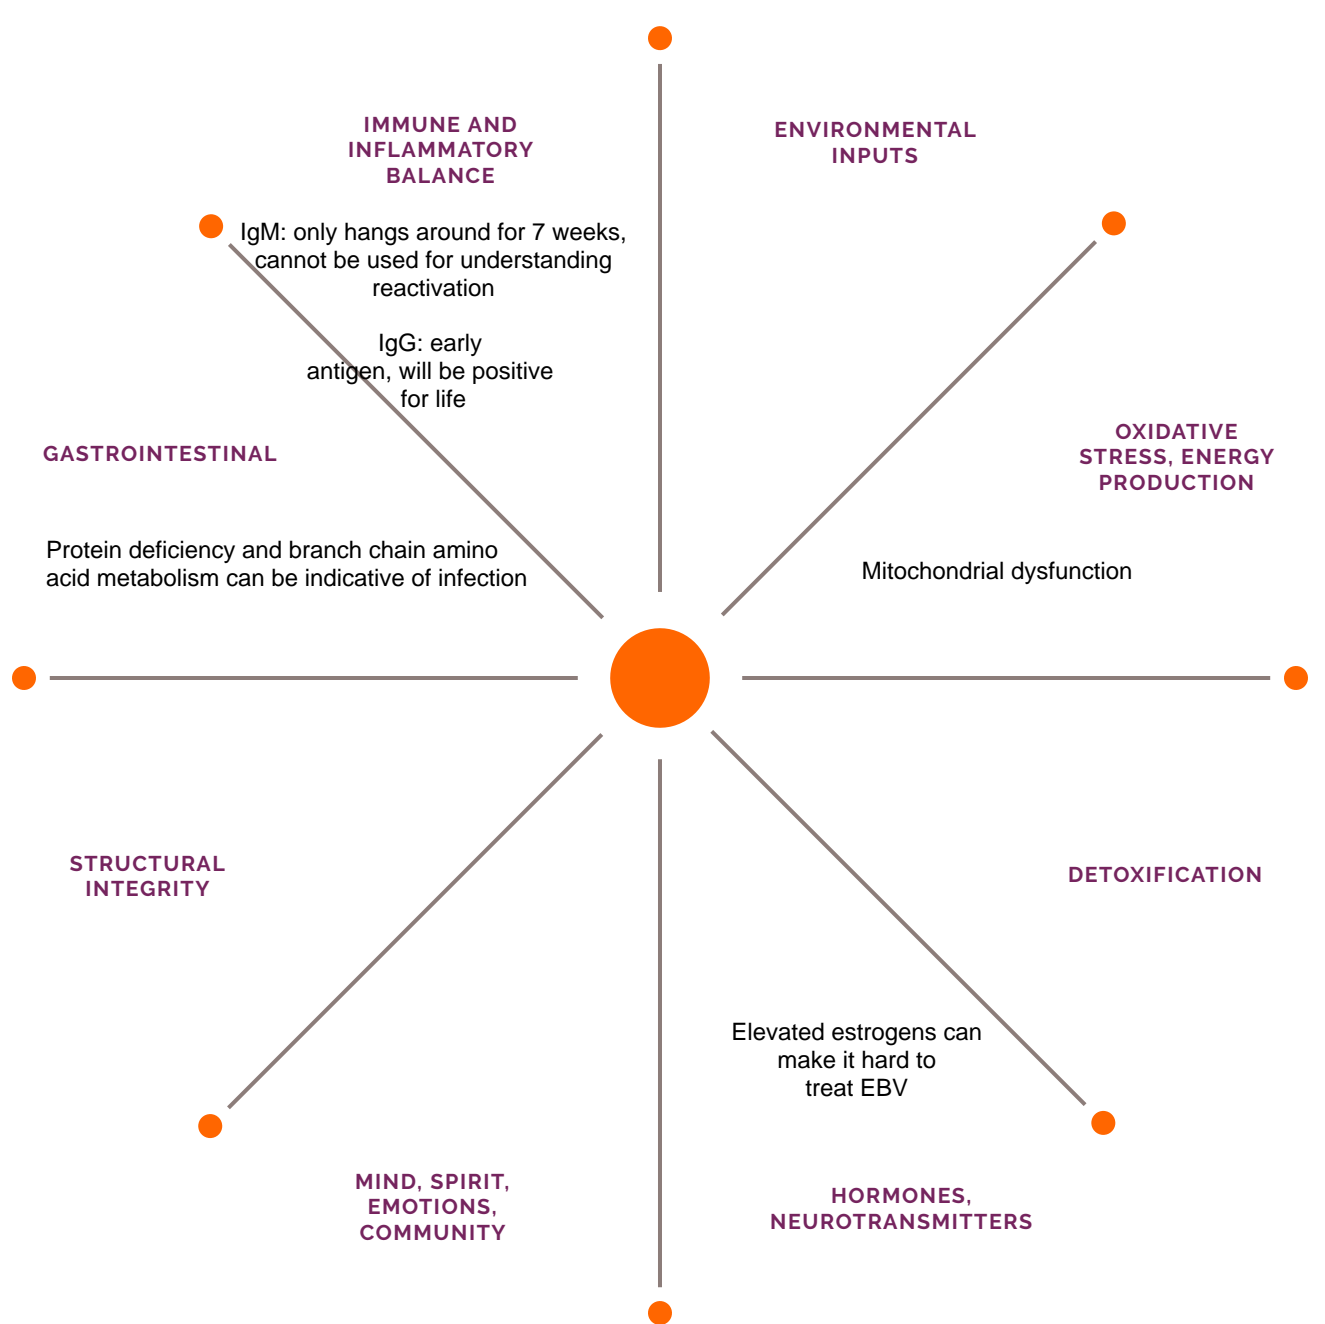 IMMUNE AND
INFLAMMATORY
BALANCE
IgM: only hangs around for 7 weeks,
cannot be used for understanding
reactivation
IgG: early
antigen, will be positive
for life
ENVIRONMENTAL
INPUTS
GASTROINTESTINAL
Protein deficiency and branch chain amino
acid metabolism can be indicative of infection
OXIDATIVE
STRESS, ENERGY
PRODUCTION
Mitochondrial dysfunction
STRUCTURAL
INTEGRITY
DETOXIFICATION
Elevated estrogens can
make it hard to
treat EBV
MIND, SPIRIT,
EMOTIONS,
COMMUNITY
HORMONES,
NEUROTRANSMITTERS